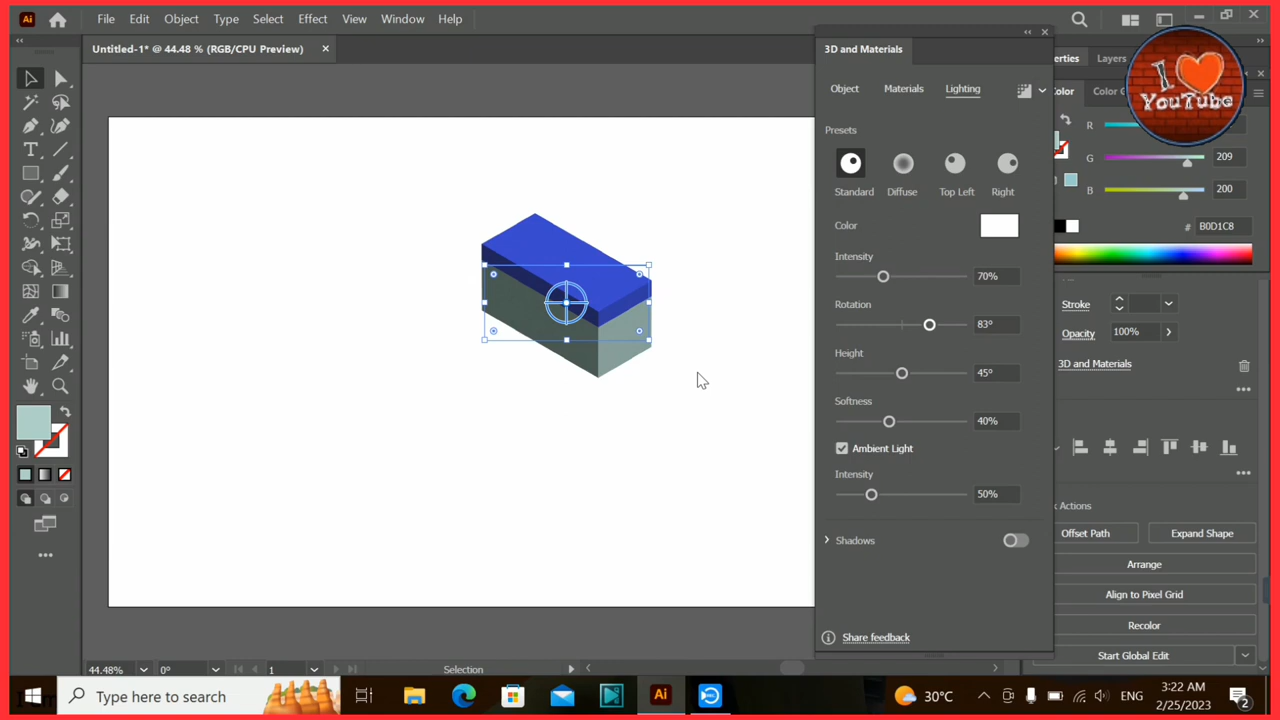 Ai File Edit Object Type Select Effect View Window Help
Untitled-1* @ 44.48 % (RGB/CPU Preview)
3D and Materials
Object Materials Lighting
Presets
Standard Diffuse Top Left Right
Color
Intensity
70%
Rotation
83°
Height
45°
Softness
40%
Ambient Light
Intensity
50%
Shadows
Share feedback
erties Layers
I
YouTube
Color G
R
G 209
B 200
# B0D1C8
Stroke
Opacity 100%
3D and Materials
k Actions
Offset Path Expand Shape
Arrange
Align to Pixel Grid
Recolor
Start Global Edit
44.48% 0° 1 Selection
Type here to search Ai 30°C ENG 3:22 AM
2/25/2023 2